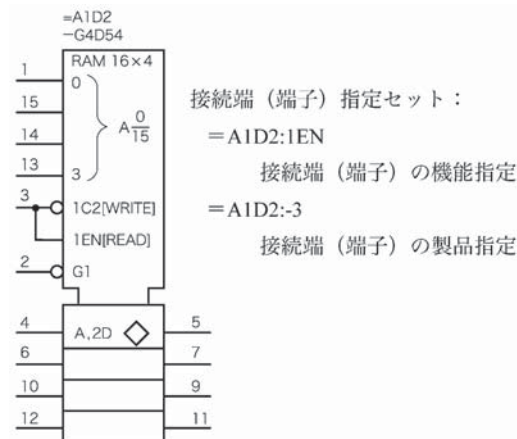 =A1D2
−G4D54
RAM 16×4
1
0
15
A 0/15
14
13
3
3
1C2[WRITE]
1EN[READ]
2
G1
4
A,2D
5
6
7
10
9
12
11
接続端（端子）指定セット：
＝A1D2:1EN
接続端（端子）の機能指定
＝A1D2:-3
接続端（端子）の製品指定